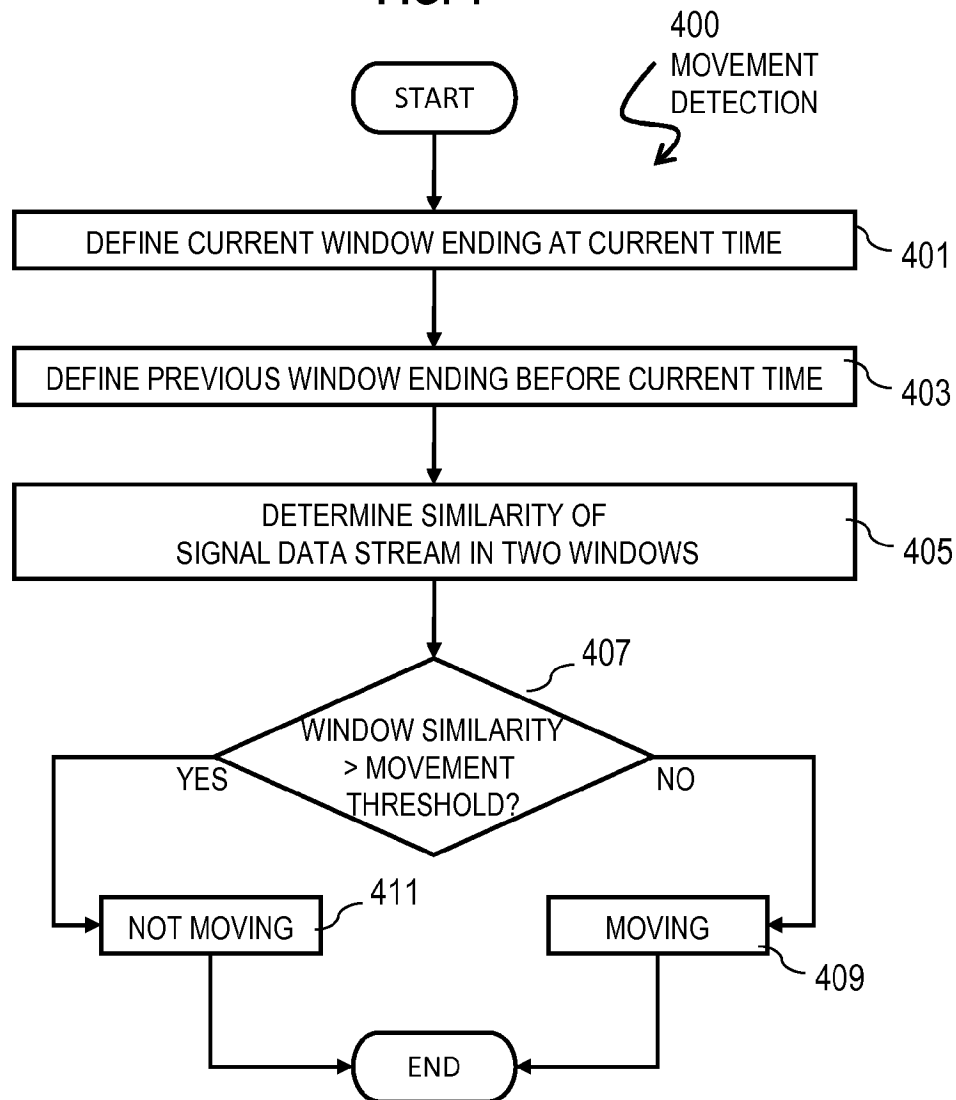 400
MOVEMENT
DETECTION
START
DEFINE CURRENT WINDOW ENDING AT CURRENT TIME
401
DEFINE PREVIOUS WINDOW ENDING BEFORE CURRENT TIME
403
DETERMINE SIMILARITY OF
SIGNAL DATA STREAM IN TWO WINDOWS
405
407
WINDOW SIMILARITY
> MOVEMENT
THRESHOLD?
YES
NO
411
NOT MOVING
MOVING
409
END